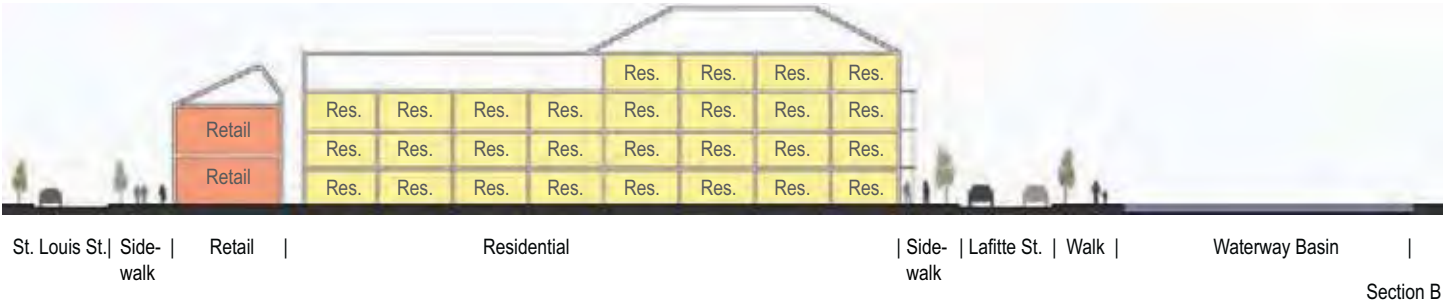 Res. Res. Res. Res.
Res. Res. Res. Res. Res. Res. Res. Res.
Retail
Res. Res. Res. Res. Res. Res. Res. Res.
Retail
Res. Res. Res. Res. Res. Res. Res. Res.
St. Louis St.| Side- | Retail | Residential | Side- | Lafitte St. | Walk | Waterway Basin |
walk walk
Section B